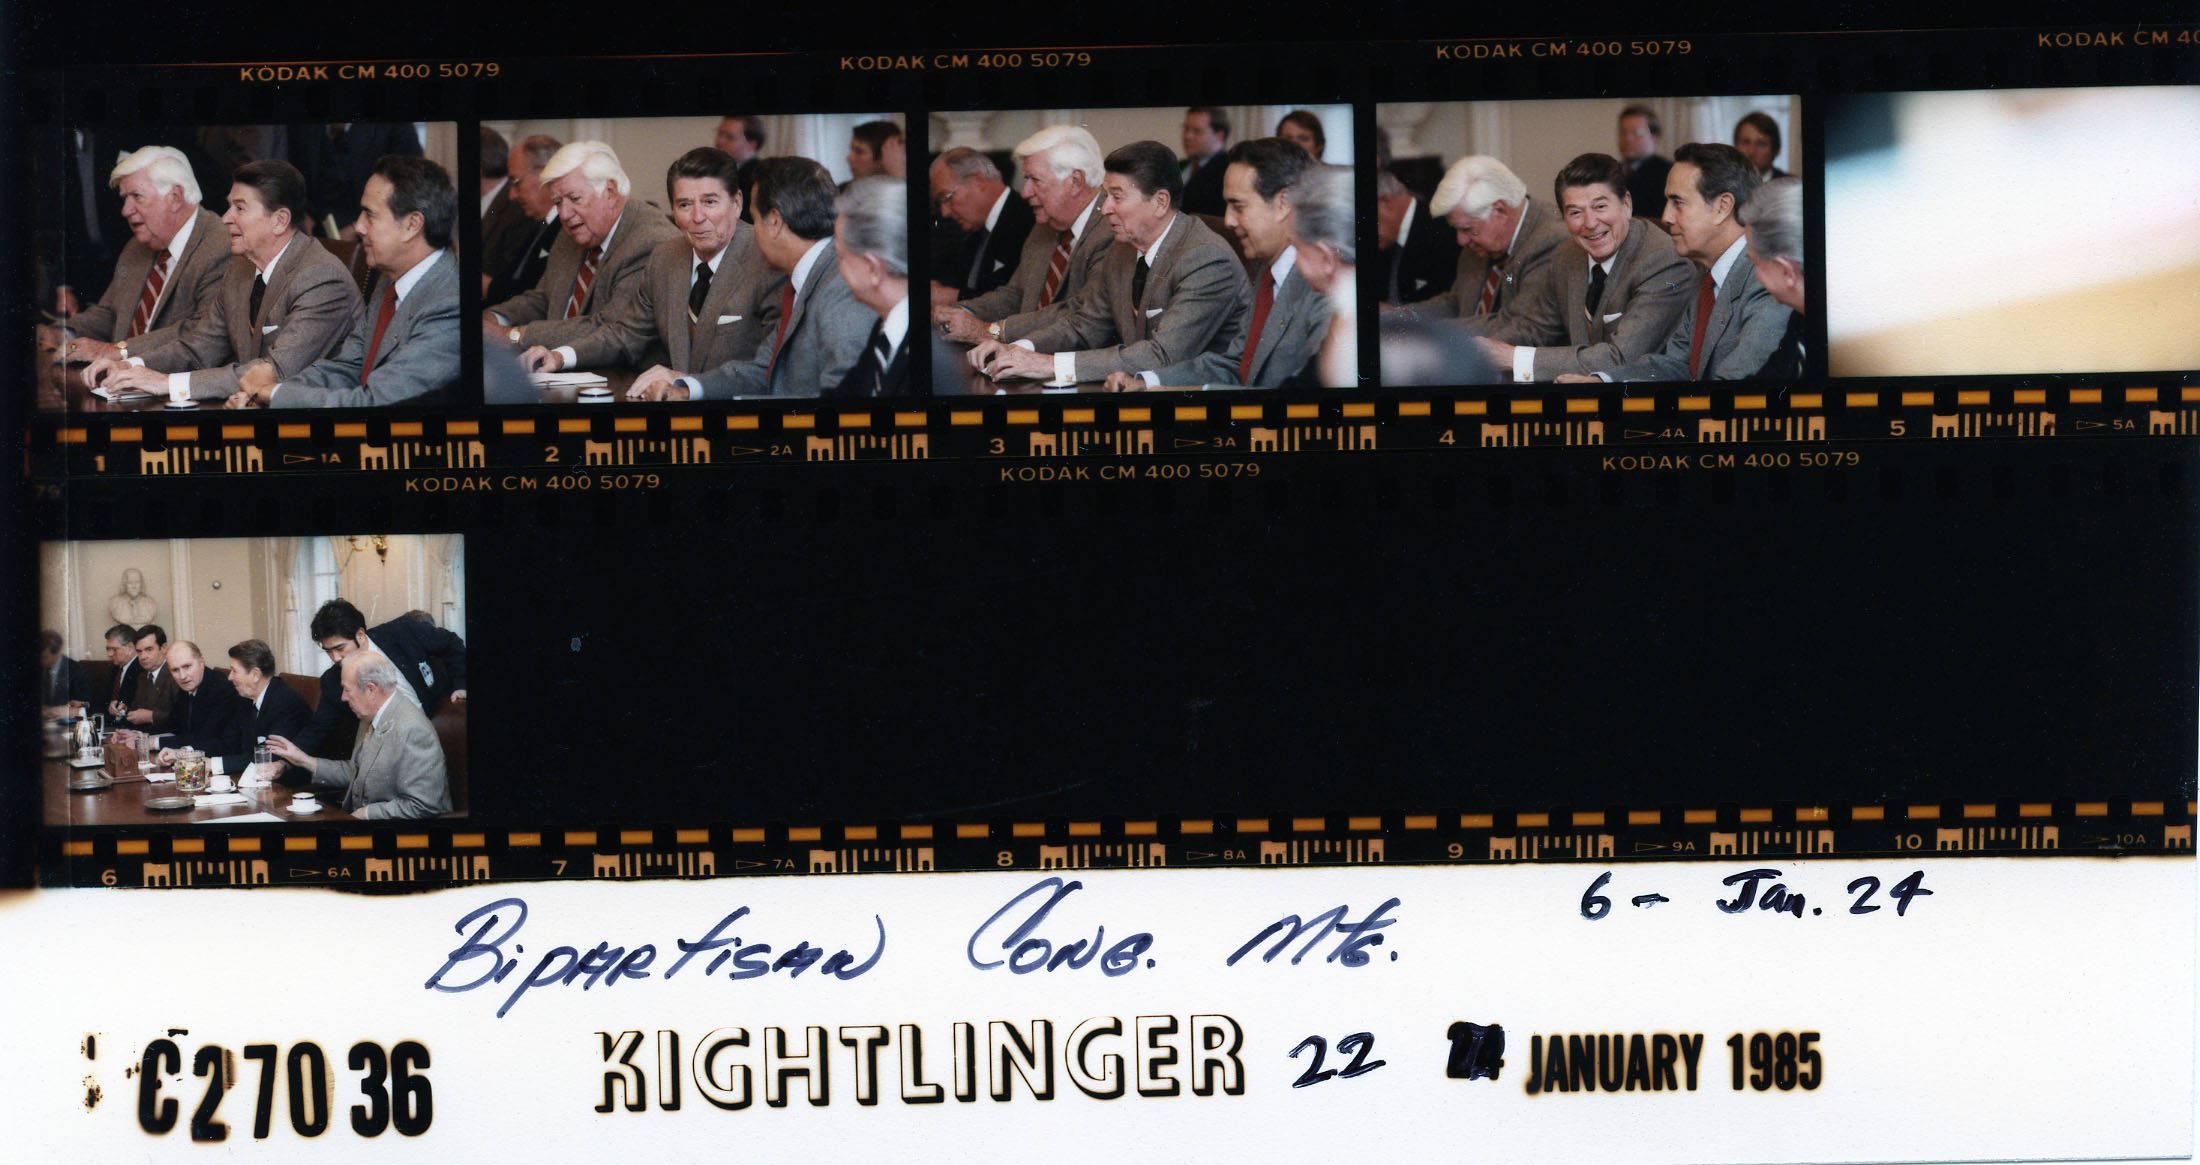 KODAK CM 400 5079 KODAK CM 400 5079 KODAK CM 400 5079 KODAK CM 40
1 1A 2 2A 3 3A 4 4A 5 5A
79 KODAK CM 400 5079 KODAK CM 400 5079 KODAK CM 400 5079
6 6A 7 7A 8 8A 9 9A 10 10A
6 - Jan. 24
Bipartisan Cong. Mtg.
C27036 KIGHTLINGER 22 JANUARY 1985